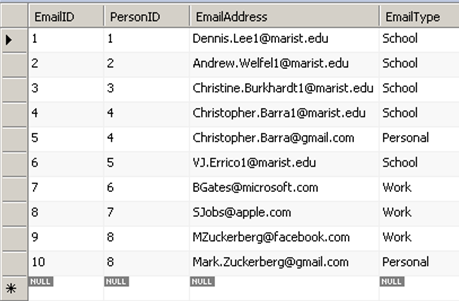 EmailID PersonID EmailAddress EmailType
1 1 Dennis.Lee1@marist.edu School
2 2 Andrew.Welfel1@marist.edu School
3 3 Christine.Burkhardt1@marist.edu School
4 4 Christopher.Barra1@marist.edu School
5 4 Christopher.Barra@gmail.com Personal
6 5 VJ.Errico1@marist.edu School
7 6 BGates@microsoft.com Work
8 7 SJobs@apple.com Work
9 8 MZuckerberg@facebook.com Work
10 8 Mark.Zuckerberg@gmail.com Personal
NULL NULL NULL NULL